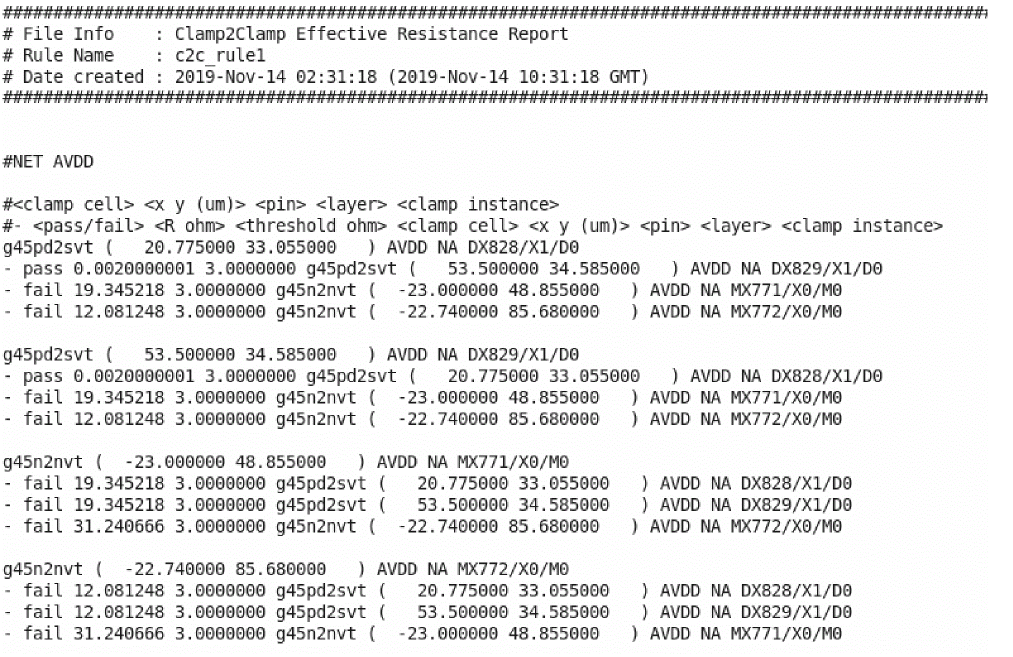 #################################################################################################
# File Info    : Clamp2Clamp Effective Resistance Report
# Rule Name    : c2c_rule1
# Date created : 2019-Nov-14 02:31:18 (2019-Nov-14 10:31:18 GMT)
#################################################################################################
#NET AVDD
#<clamp cell> <x y (um)> <pin> <layer> <clamp instance>
#- <pass/fail> <R ohm> <threshold ohm> <clamp cell> <x y (um)> <pin> <layer> <clamp instance>
g45pd2svt (   20.775000 33.055000   ) AVDD NA DX828/X1/D0
- pass 0.0020000001 3.0000000 g45pd2svt (   53.500000 34.585000   ) AVDD NA DX829/X1/D0
- fail 19.345218 3.0000000 g45n2nvt (  -23.000000 48.855000   ) AVDD NA MX771/X0/M0
- fail 12.081248 3.0000000 g45n2nvt (  -22.740000 85.680000   ) AVDD NA MX772/X0/M0
g45pd2svt (   53.500000 34.585000   ) AVDD NA DX829/X1/D0
- pass 0.0020000001 3.0000000 g45pd2svt (   20.775000 33.055000   ) AVDD NA DX828/X1/D0
- fail 19.345218 3.0000000 g45n2nvt (  -23.000000 48.855000   ) AVDD NA MX771/X0/M0
- fail 12.081248 3.0000000 g45n2nvt (  -22.740000 85.680000   ) AVDD NA MX772/X0/M0
g45n2nvt (  -23.000000 48.855000   ) AVDD NA MX771/X0/M0
- fail 19.345218 3.0000000 g45pd2svt (   20.775000 33.055000   ) AVDD NA DX828/X1/D0
- fail 19.345218 3.0000000 g45pd2svt (   53.500000 34.585000   ) AVDD NA DX829/X1/D0
- fail 31.240666 3.0000000 g45n2nvt (  -22.740000 85.680000   ) AVDD NA MX772/X0/M0
g45n2nvt (  -22.740000 85.680000   ) AVDD NA MX772/X0/M0
- fail 12.081248 3.0000000 g45pd2svt (   20.775000 33.055000   ) AVDD NA DX828/X1/D0
- fail 12.081248 3.0000000 g45pd2svt (   53.500000 34.585000   ) AVDD NA DX829/X1/D0
- fail 31.240666 3.0000000 g45n2nvt (  -23.000000 48.855000   ) AVDD NA MX771/X0/M0